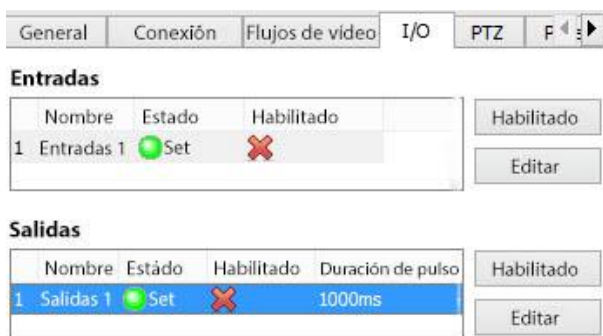 General Conexión Flujos de vídeo I/O PTZ
Entradas
Nombre Estado Habilitado Habilitado
1 Entradas 1 Set Editar
Salidas
Nombre Estádo Habilitado Duración de pulso Habilitado
1 Salidas 1 Set 1000ms Editar